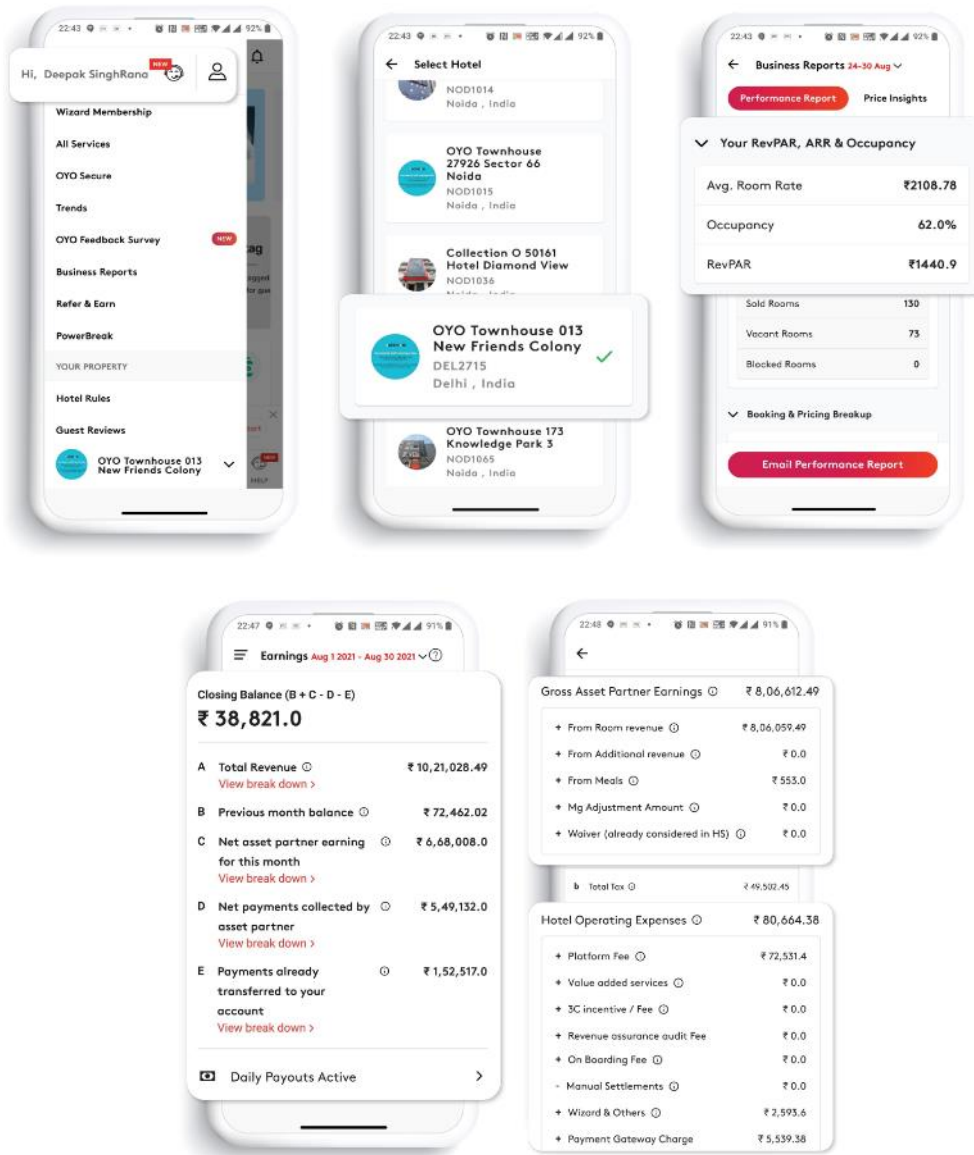 22:43
92%
Hi, Deepak SinghRana
NEW
Wizard Membership
All Services
OYO Secure
Trends
OYO Feedback Survey
NEW
Business Reports
Refer & Earn
PowerBreak
YOUR PROPERTY
Hotel Rules
Guest Reviews
OYO Townhouse 013
New Friends Colony
NEW
HELP
22:43
92%
Select Hotel
NOD1014
Noida , India
OYO Townhouse
27926 Sector 66
Noida
NOD1015
Noida , India
Collection O 50161
Hotel Diamond View
NOD1036
Noida , India
OYO Townhouse 013
New Friends Colony
DEL2715
Delhi , India
OYO Townhouse 173
Knowledge Park 3
NOD1065
Noida , India
22:43
92%
Business Reports 24-30 Aug
Performance Report
Price Insights
Your RevPAR, ARR & Occupancy
Avg. Room Rate ₹2108.78
Occupancy 62.0%
RevPAR ₹1440.9
Sold Rooms 130
Vacant Rooms 73
Blocked Rooms 0
Booking & Pricing Breakup
Email Performance Report
22:47
91%
Earnings Aug 1 2021 - Aug 30 2021
Closing Balance (B + C - D - E)
₹ 38,821.0
A Total Revenue ₹ 10,21,028.49
View break down >
B Previous month balance ₹ 72,462.02
C Net asset partner earning ₹ 6,68,008.0
for this month
View break down >
D Net payments collected by ₹ 5,49,132.0
asset partner
View break down >
E Payments already ₹ 1,52,517.0
transferred to your
account
View break down >
Daily Payouts Active >
22:48
91%
Gross Asset Partner Earnings ₹ 8,06,612.49
+ From Room revenue ₹ 8,06,059.49
+ From Additional revenue ₹ 0.0
+ From Meals ₹ 553.0
+ Mg Adjustment Amount ₹ 0.0
+ Waiver (already considered in HS) ₹ 0.0
b Total Tax ₹ 49,502.45
Hotel Operating Expenses ₹ 80,664.38
+ Platform Fee ₹ 72,531.4
+ Value added services ₹ 0.0
+ 3C incentive / Fee ₹ 0.0
+ Revenue assurance audit Fee ₹ 0.0
+ On Boarding Fee ₹ 0.0
- Manual Settlements ₹ 0.0
+ Wizard & Others ₹ 2,593.6
+ Payment Gateway Charge ₹ 5,539.38